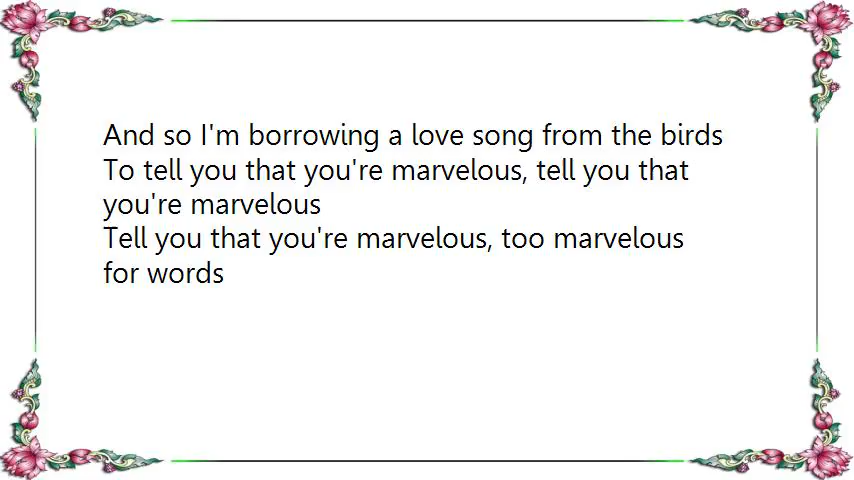 And so I'm borrowing a love song from the birds
To tell you that you're marvelous, tell you that
you're marvelous
Tell you that you're marvelous, too marvelous
for words